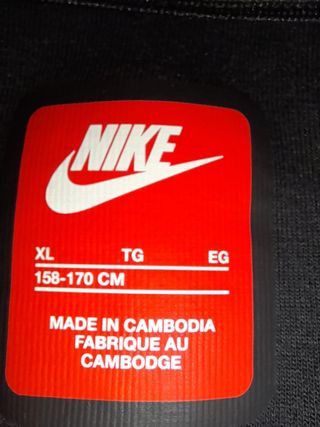 NIKE
XL TG EG
158-170 CM
MADE IN CAMBODIA
FABRIQUE AU
CAMBODGE